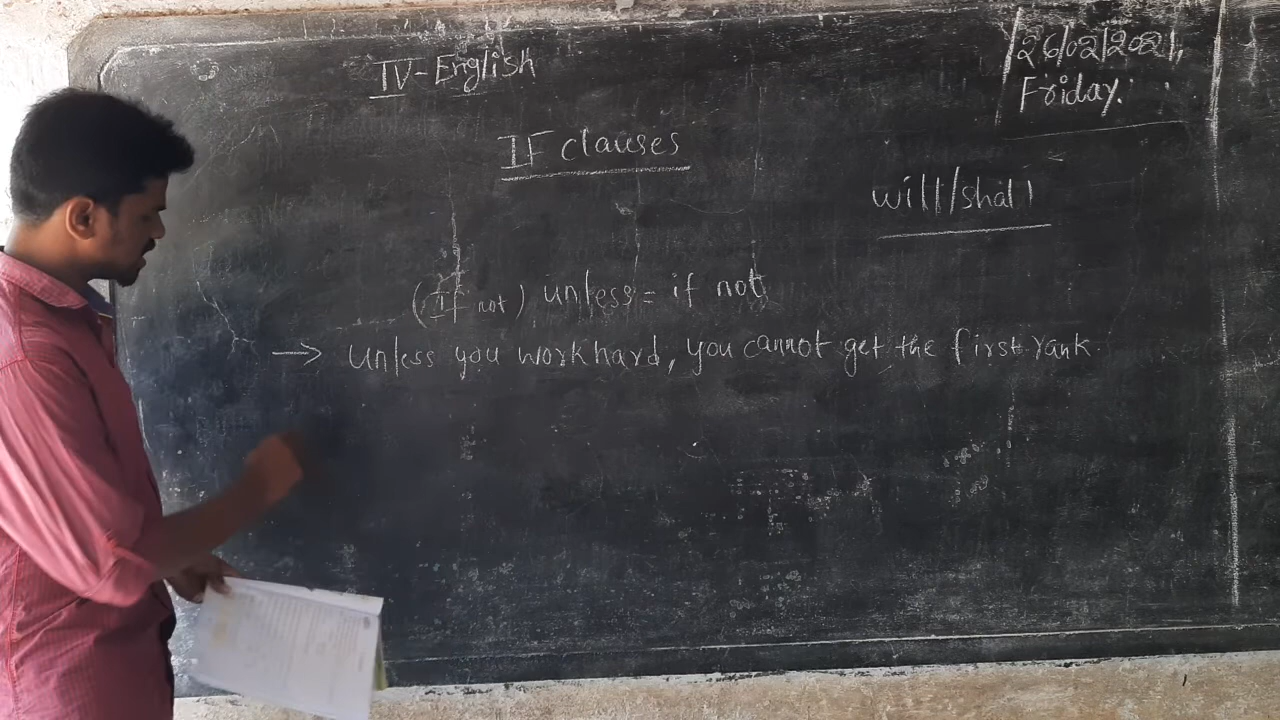 IV-English
26/02/2021,
Friday.
IF clauses
will/shall
(If not) unless = if not
→ unless you work hard, you cannot get the first rank.